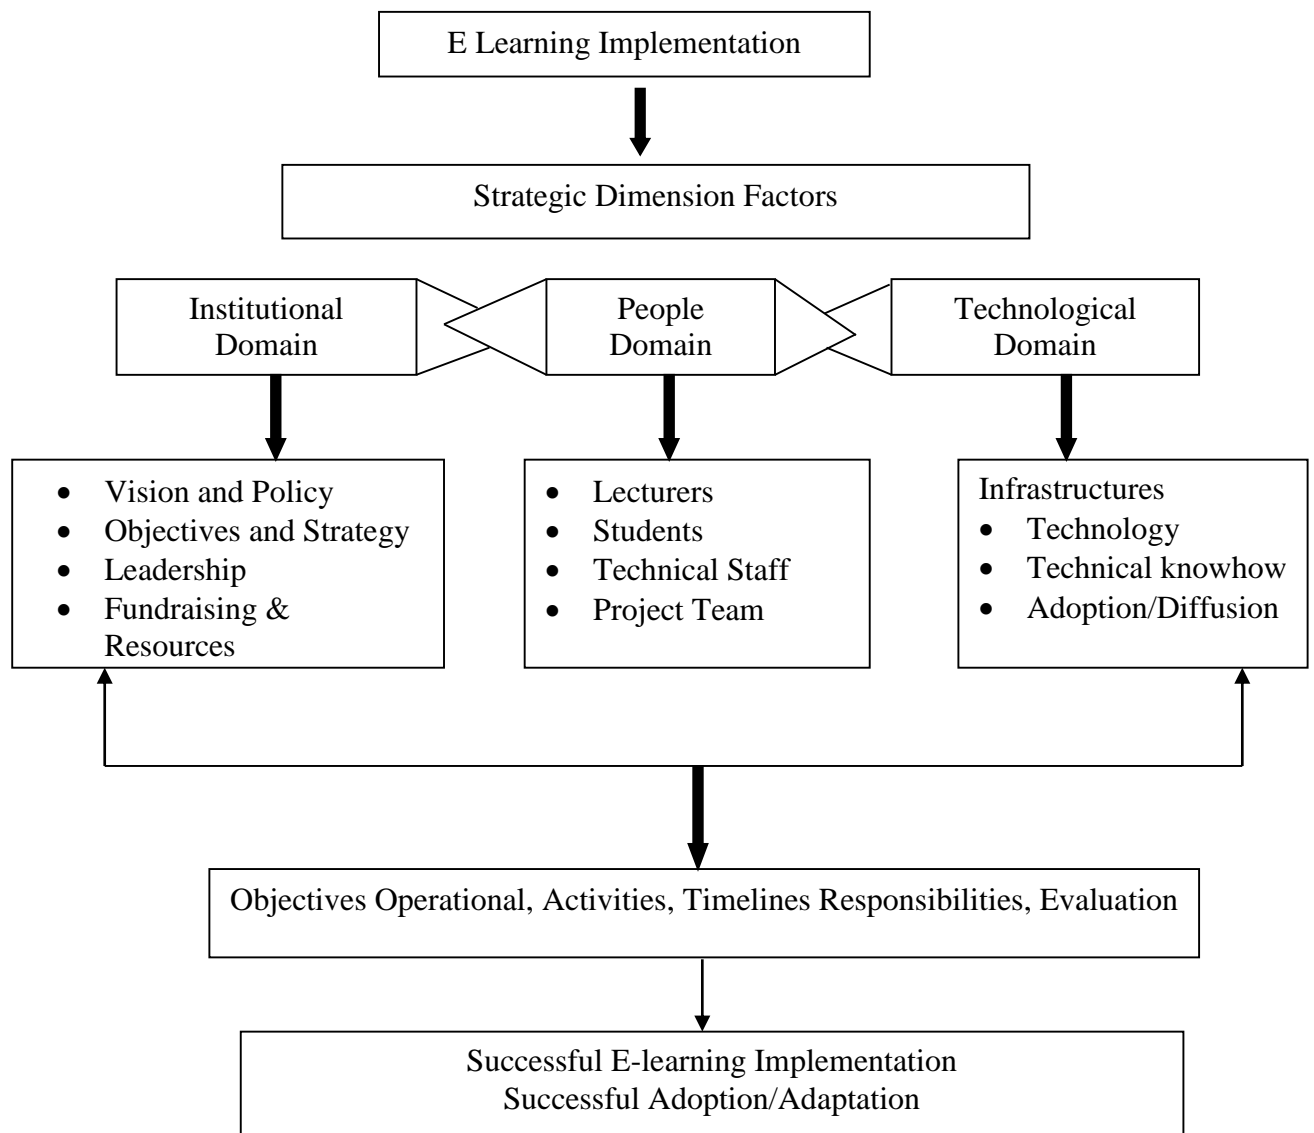 E Learning Implementation
Strategic Dimension Factors
Institutional
Domain
People
Domain
Technological
Domain
• Vision and Policy
• Objectives and Strategy
• Leadership
• Fundraising &
Resources
• Lecturers
• Students
• Technical Staff
• Project Team
Infrastructures
• Technology
• Technical knowhow
• Adoption/Diffusion
Objectives Operational, Activities, Timelines Responsibilities, Evaluation
Successful E-learning Implementation
Successful Adoption/Adaptation